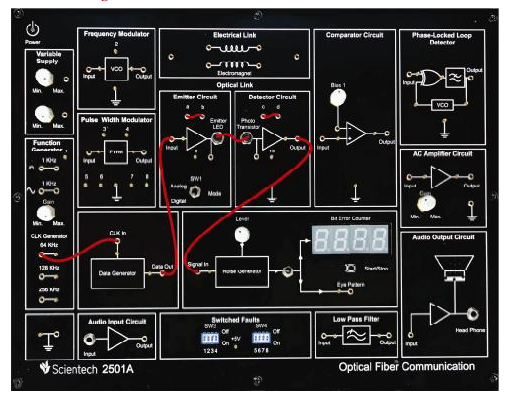 Power
Variable
Supply
Min. Max.
Min. Max.
Function
Generator
1 KHz
1 KHz
Gain
Min. Max.
CLK Generator
64 KHz
128 KHz
256 KHz
Frequency Modulator
2
Input
VCO
Output
Pulse Width Modulator
3 4
5 6 7 8
Data Generator
CLK In
Data Out
Audio Input Circuit
Input
Output
Electrical Link
Electromagnet
Optical Link
Emitter Circuit
a b
Input
Emitter
LED
SW1
Analog
Digital
Mode
Detector Circuit
c d
Photo
Transistor
Output
Comparator Circuit
Bias 1
Input
Output
Phase-Locked Loop
Detector
Input
Output
VCO
AC Amplifier Circuit
Input
Output
Gain
Min. Max.
Level
Signal In
Noise Generator
Bit Error Counter
8888
Start/Stop
Eye Pattern
Audio Output Circuit
Input
Head Phone
Switched Faults
SW3
Off
On
1234
+5V
SW4
Off
On
5678
Low Pass Filter
Input
Output
Scientech 2501A
Optical Fiber Communication